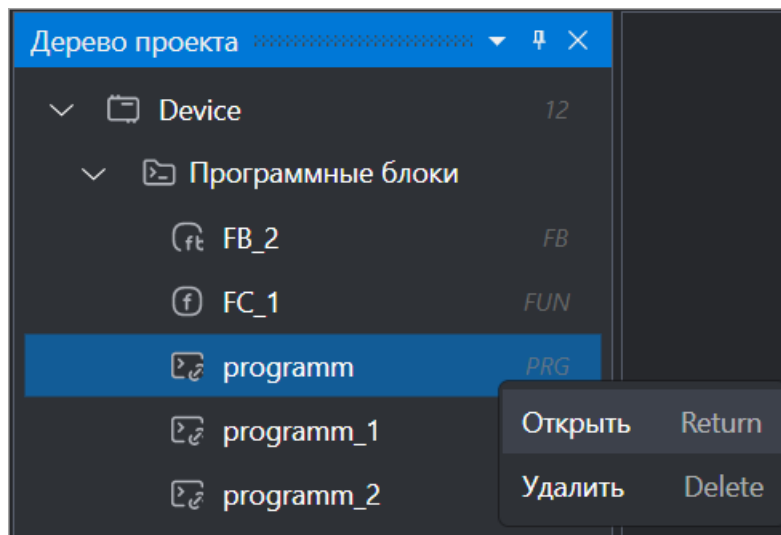 Дерево проекта
Device 12
Программные блоки
FB_2 FB
FC_1 FUN
programm PRG
Открыть Return
programm_1
Удалить Delete
programm_2